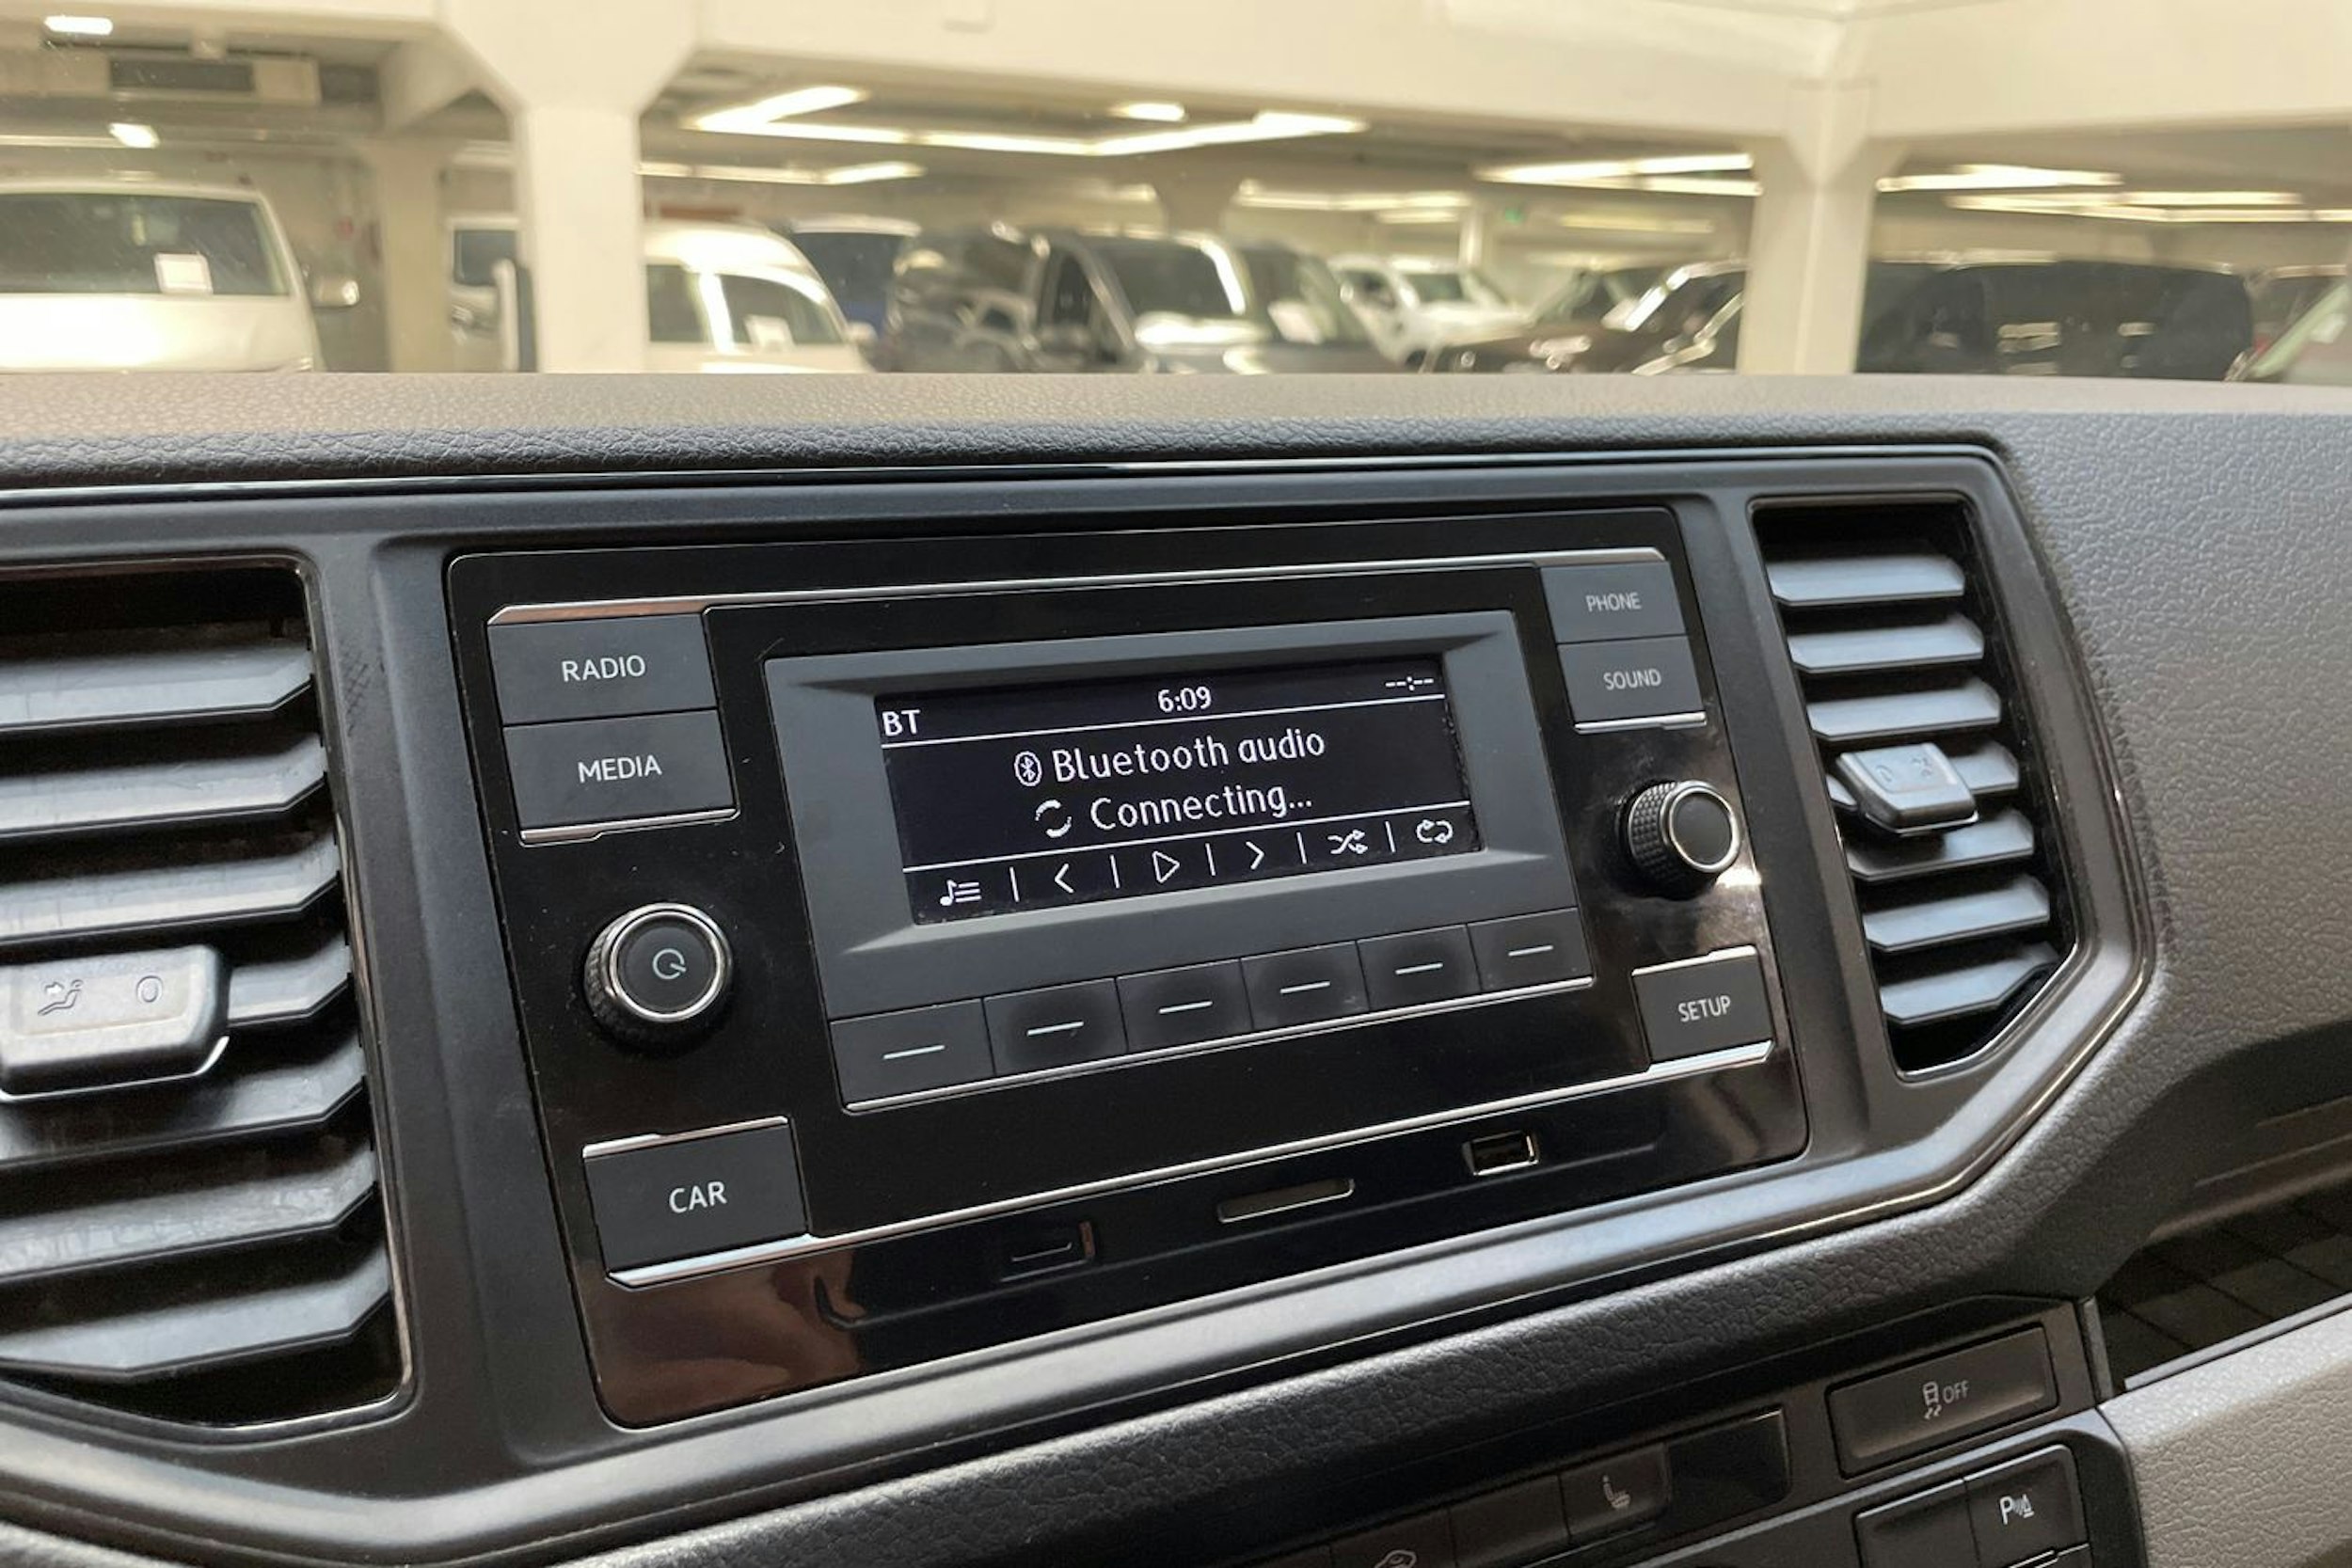 RADIO
MEDIA
BT
6:09
--:--
Bluetooth audio
Connecting...
PHONE
SOUND
SETUP
CAR
OFF
P